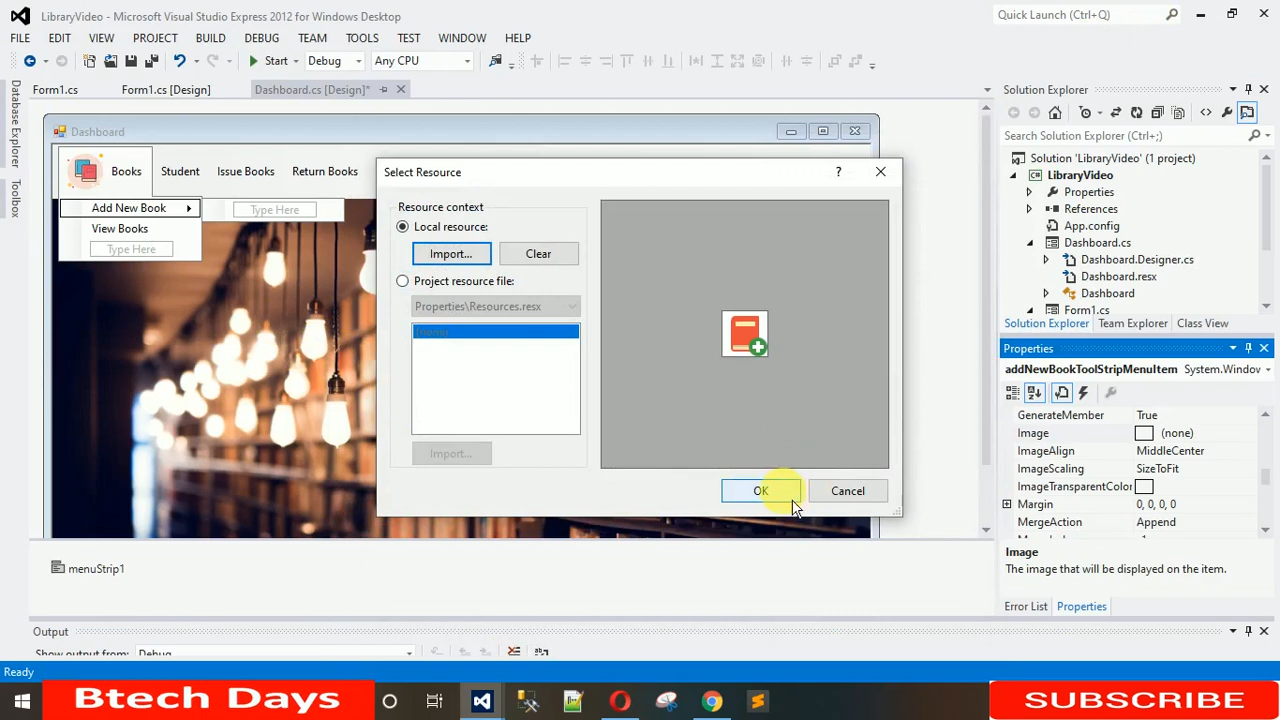 LibraryVideo - Microsoft Visual Studio Express 2012 for Windows Desktop
Quick Launch (Ctrl+Q)
FILE EDIT VIEW PROJECT BUILD DEBUG TEAM TOOLS TEST WINDOW HELP
Start Debug Any CPU
Database Explorer
Toolbox
Form1.cs Form1.cs [Design] Dashboard.cs [Design]*
Dashboard
Books Student Issue Books Return Books
Add New Book Type Here
View Books
Type Here
Select Resource
Resource context
Local resource:
Import... Clear
Project resource file:
Properties\Resources.resx
(none)
Import...
OK Cancel
menuStrip1
Output
Show output from: Debug
Solution Explorer
Search Solution Explorer (Ctrl+;)
Solution 'LibraryVideo' (1 project)
LibraryVideo
Properties
References
App.config
Dashboard.cs
Dashboard.Designer.cs
Dashboard.resx
Dashboard
Form1.cs
Solution Explorer Team Explorer Class View
Properties
addNewBookToolStripMenuItem System.Window
GenerateMember True
Image (none)
ImageAlign MiddleCenter
ImageScaling SizeToFit
ImageTransparentColor
Margin 0, 0, 0, 0
MergeAction Append
Image
The image that will be displayed on the item.
Error List Properties
Ready
Btech Days
SUBSCRIBE